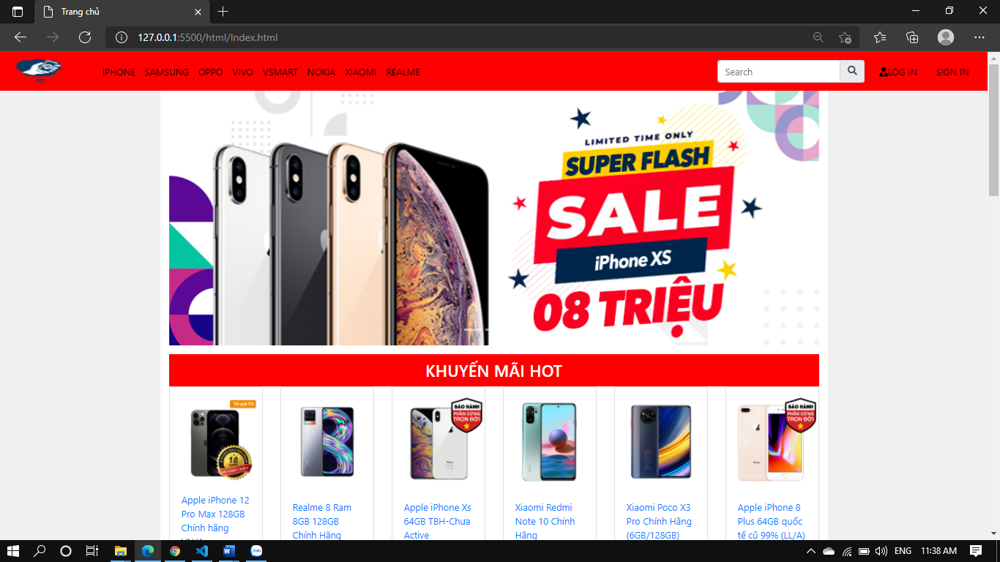 Trang chủ
127.0.0.1:5500/html/Index.html
IPHONE SAMSUNG OPPO VIVO VSMART NOKIA XIAOMI REALME
Search
LOG IN
SIGN IN
LIMITED TIME ONLY
SUPER FLASH
SALE
iPhone XS
08 TRIỆU
KHUYẾN MÃI HOT
Trả góp 0%
18
BẢO HÀNH
PHẦN CỨNG
TRỌN ĐỜI
POCO
BẢO HÀNH
PHẦN CỨNG
TRỌN ĐỜI
Apple iPhone 12
Pro Max 128GB
Chính hãng
Realme 8 Ram
8GB 128GB
Chính Hãng
Apple iPhone Xs
64GB TBH-Chưa
Active
Xiaomi Redmi
Note 10 Chính
Hãng
Xiaomi Poco X3
Pro Chính Hãng
(6GB/128GB)
Apple iPhone 8
Plus 64GB quốc
tế cũ 99% (LL/A)
Zalo
ENG
11:38 AM